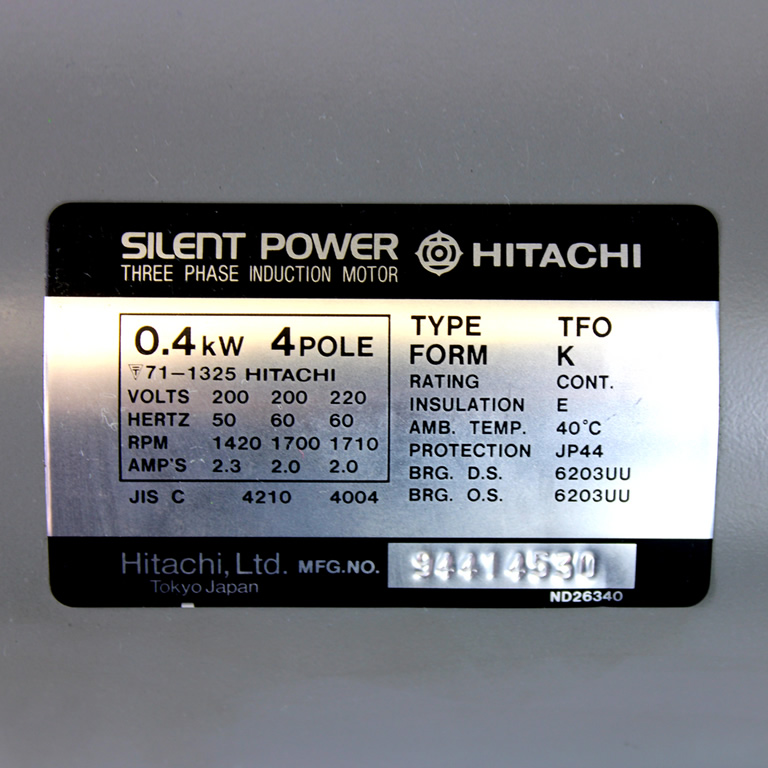 SILENT POWER HITACHI
THREE PHASE INDUCTION MOTOR
0.4kW 4POLE
71-1325 HITACHI
VOLTS 200 200 220
HERTZ 50 60 60
RPM 1420 1700 1710
AMP'S 2.3 2.0 2.0
JIS C 4210 4004
TYPE TFO
FORM K
RATING CONT.
INSULATION E
AMB. TEMP. 40°C
PROTECTION JP44
BRG. D.S. 6203UU
BRG. O.S. 6203UU
Hitachi, Ltd. MFG.NO.
Tokyo Japan
ND26340